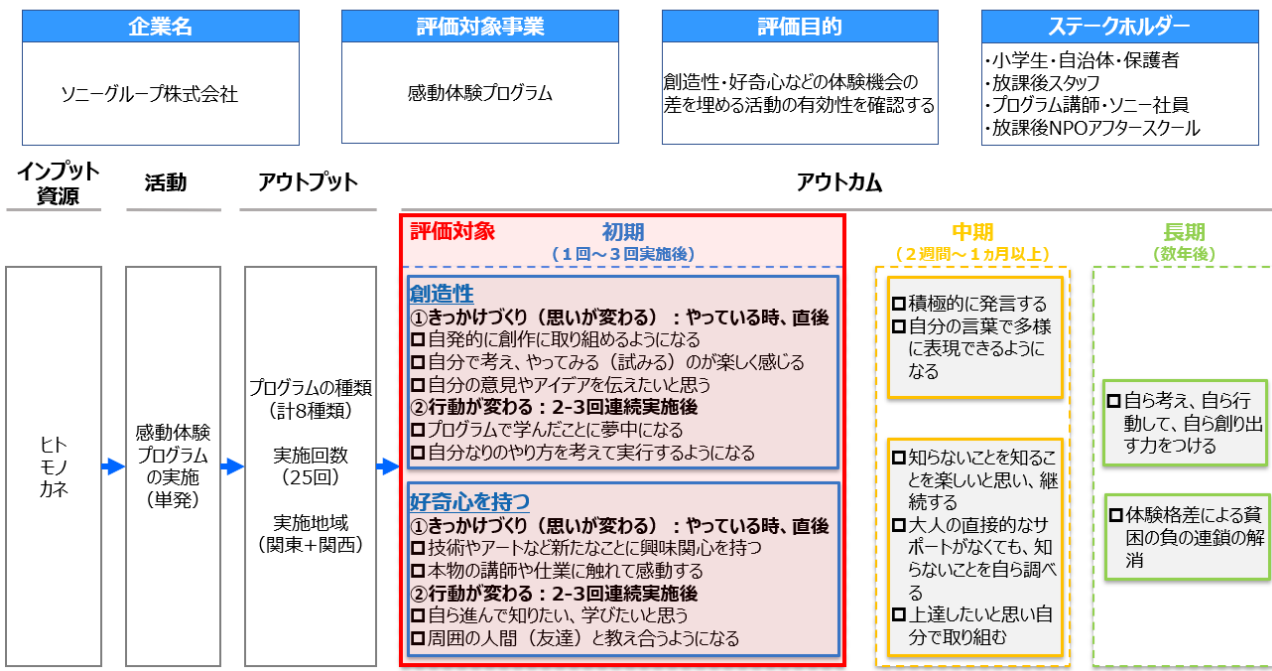 企業名
ソニーグループ株式会社
評価対象事業
感動体験プログラム
評価目的
創造性・好奇心などの体験機会の
差を埋める活動の有効性を確認する
ステークホルダー
・小学生・自治体・保護者
・放課後スタッフ
・プログラム講師・ソニー社員
・放課後NPOアフタースクール
インプット
資源
活動
アウトプット
アウトカム
ヒト
モノ
カネ
感動体験
プログラム
の実施
(単発)
プログラムの種類
(計8種類)
実施回数
(25回)
実施地域
(関東+関西)
評価対象
初期
(1回～3回実施後)
創造性
①きっかけづくり(思いが変わる):やっている時、直後
自発的に創作に取り組めるようになる
自分で考え、やってみる(試みる)のが楽しく感じる
自分の意見やアイデアを伝えたいと思う
②行動が変わる:2-3回連続実施後
プログラムで学んだことに夢中になる
自分なりのやり方を考えて実行するようになる
好奇心を持つ
①きっかけづくり(思いが変わる):やっている時、直後
技術やアートなど新たなことに興味関心を持つ
本物の講師や仕業に触れて感動する
②行動が変わる:2-3回連続実施後
自ら進んで知りたい、学びたいと思う
周囲の人間(友達)と教え合うようになる
中期
(2週間～1ヵ月以上)
積極的に発言する
自分の言葉で多様
に表現できるように
なる
知らないことを知るこ
とを楽しいと思い、継
続する
大人の直接的なサ
ポートがなくても、知
らないことを自ら調べ
る
上達したいと思い自
分で取り組む
長期
(数年後)
自ら考え、自ら行
動して、自ら創り出
す力をつける
体験格差による貧
困の負の連鎖の解
消